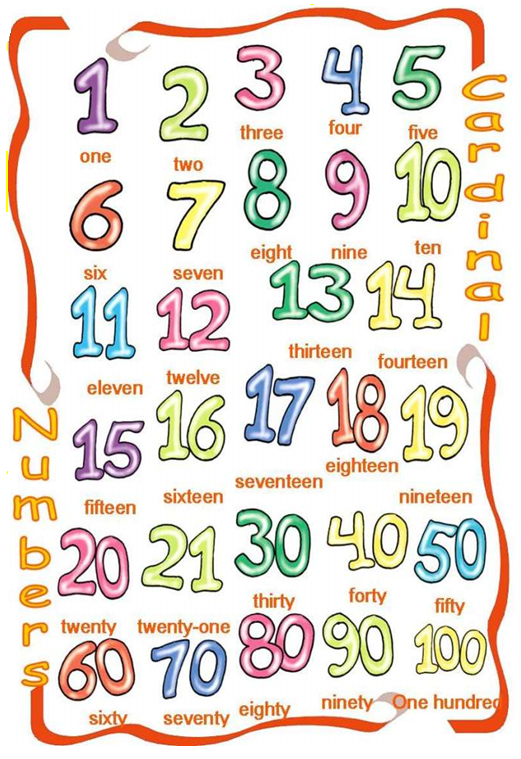 Cardinal
Numbers
1 2 3 4 5
one two three four five
6 7 8 9 10
six seven eight nine ten
11 12 13 14
eleven twelve thirteen fourteen
15 16 17 18 19
fifteen sixteen seventeen eighteen nineteen
20 21 30 40 50
twenty twenty-one thirty forty fifty
60 70 80 90 100
sixty seventy eighty ninety One hundred